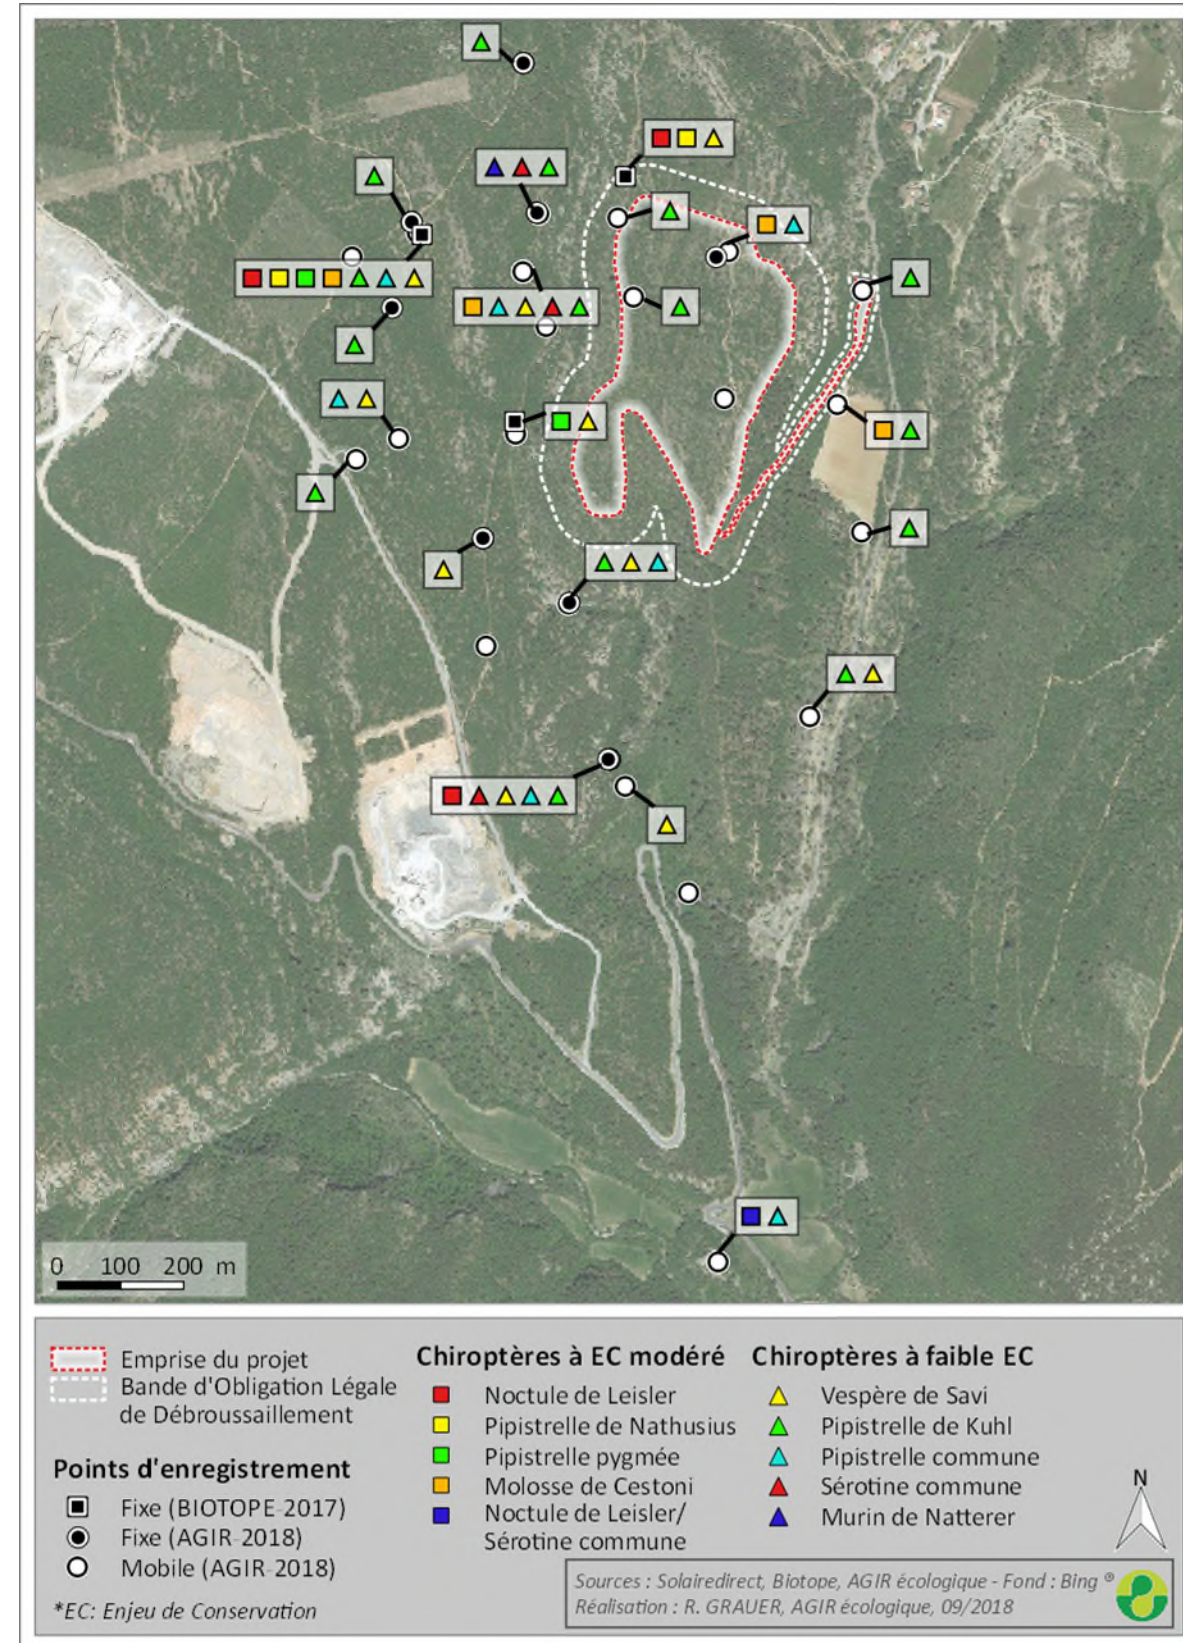 0 100 200 m
Emprise du projet
Bande d'Obligation Légale
de Débroussaillement
Points d'enregistrement
Fixe (BIOTOPE-2017)
Fixe (AGIR-2018)
Mobile (AGIR-2018)
*EC: Enjeu de Conservation
Chiroptères à EC modéré
Noctule de Leisler
Pipistrelle de Nathusius
Pipistrelle pygmée
Molosse de Cestoni
Noctule de Leisler/
Sérotine commune
Chiroptères à faible EC
Vespère de Savi
Pipistrelle de Kuhl
Pipistrelle commune
Sérotine commune
Murin de Natterer
N
Sources : Solairedirect, Biotope, AGIR écologique - Fond : Bing ®
Réalisation : R. GRAUER, AGIR écologique, 09/2018